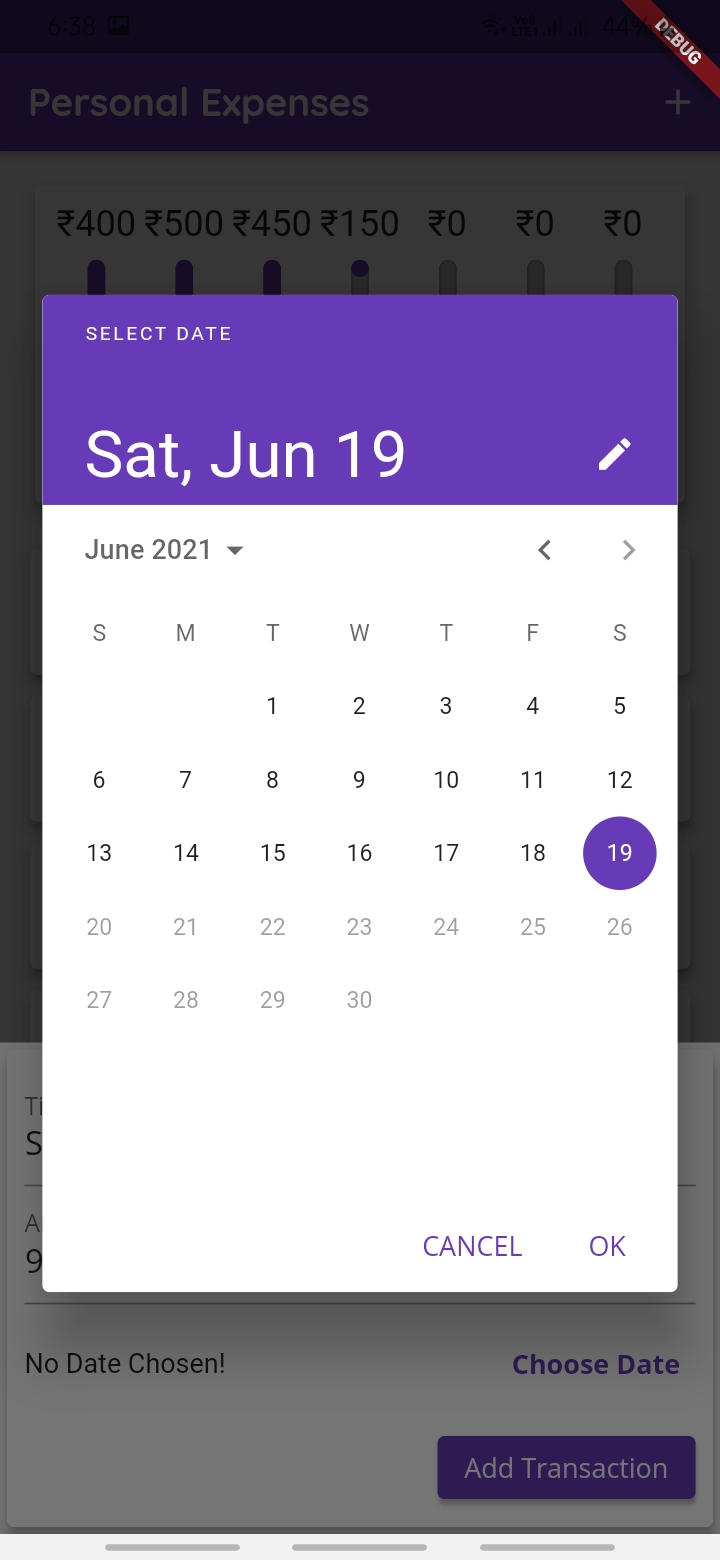 6:38 Vo) LTE1 44% DEBUG
Personal Expenses +
₹400 ₹500 ₹450 ₹150 ₹0 ₹0 ₹0
SELECT DATE
Sat, Jun 19
June 2021
S M T W T F S
1 2 3 4 5
6 7 8 9 10 11 12
13 14 15 16 17 18 19
20 21 22 23 24 25 26
27 28 29 30
Ti
S
A
9
CANCEL OK
No Date Chosen! Choose Date
Add Transaction